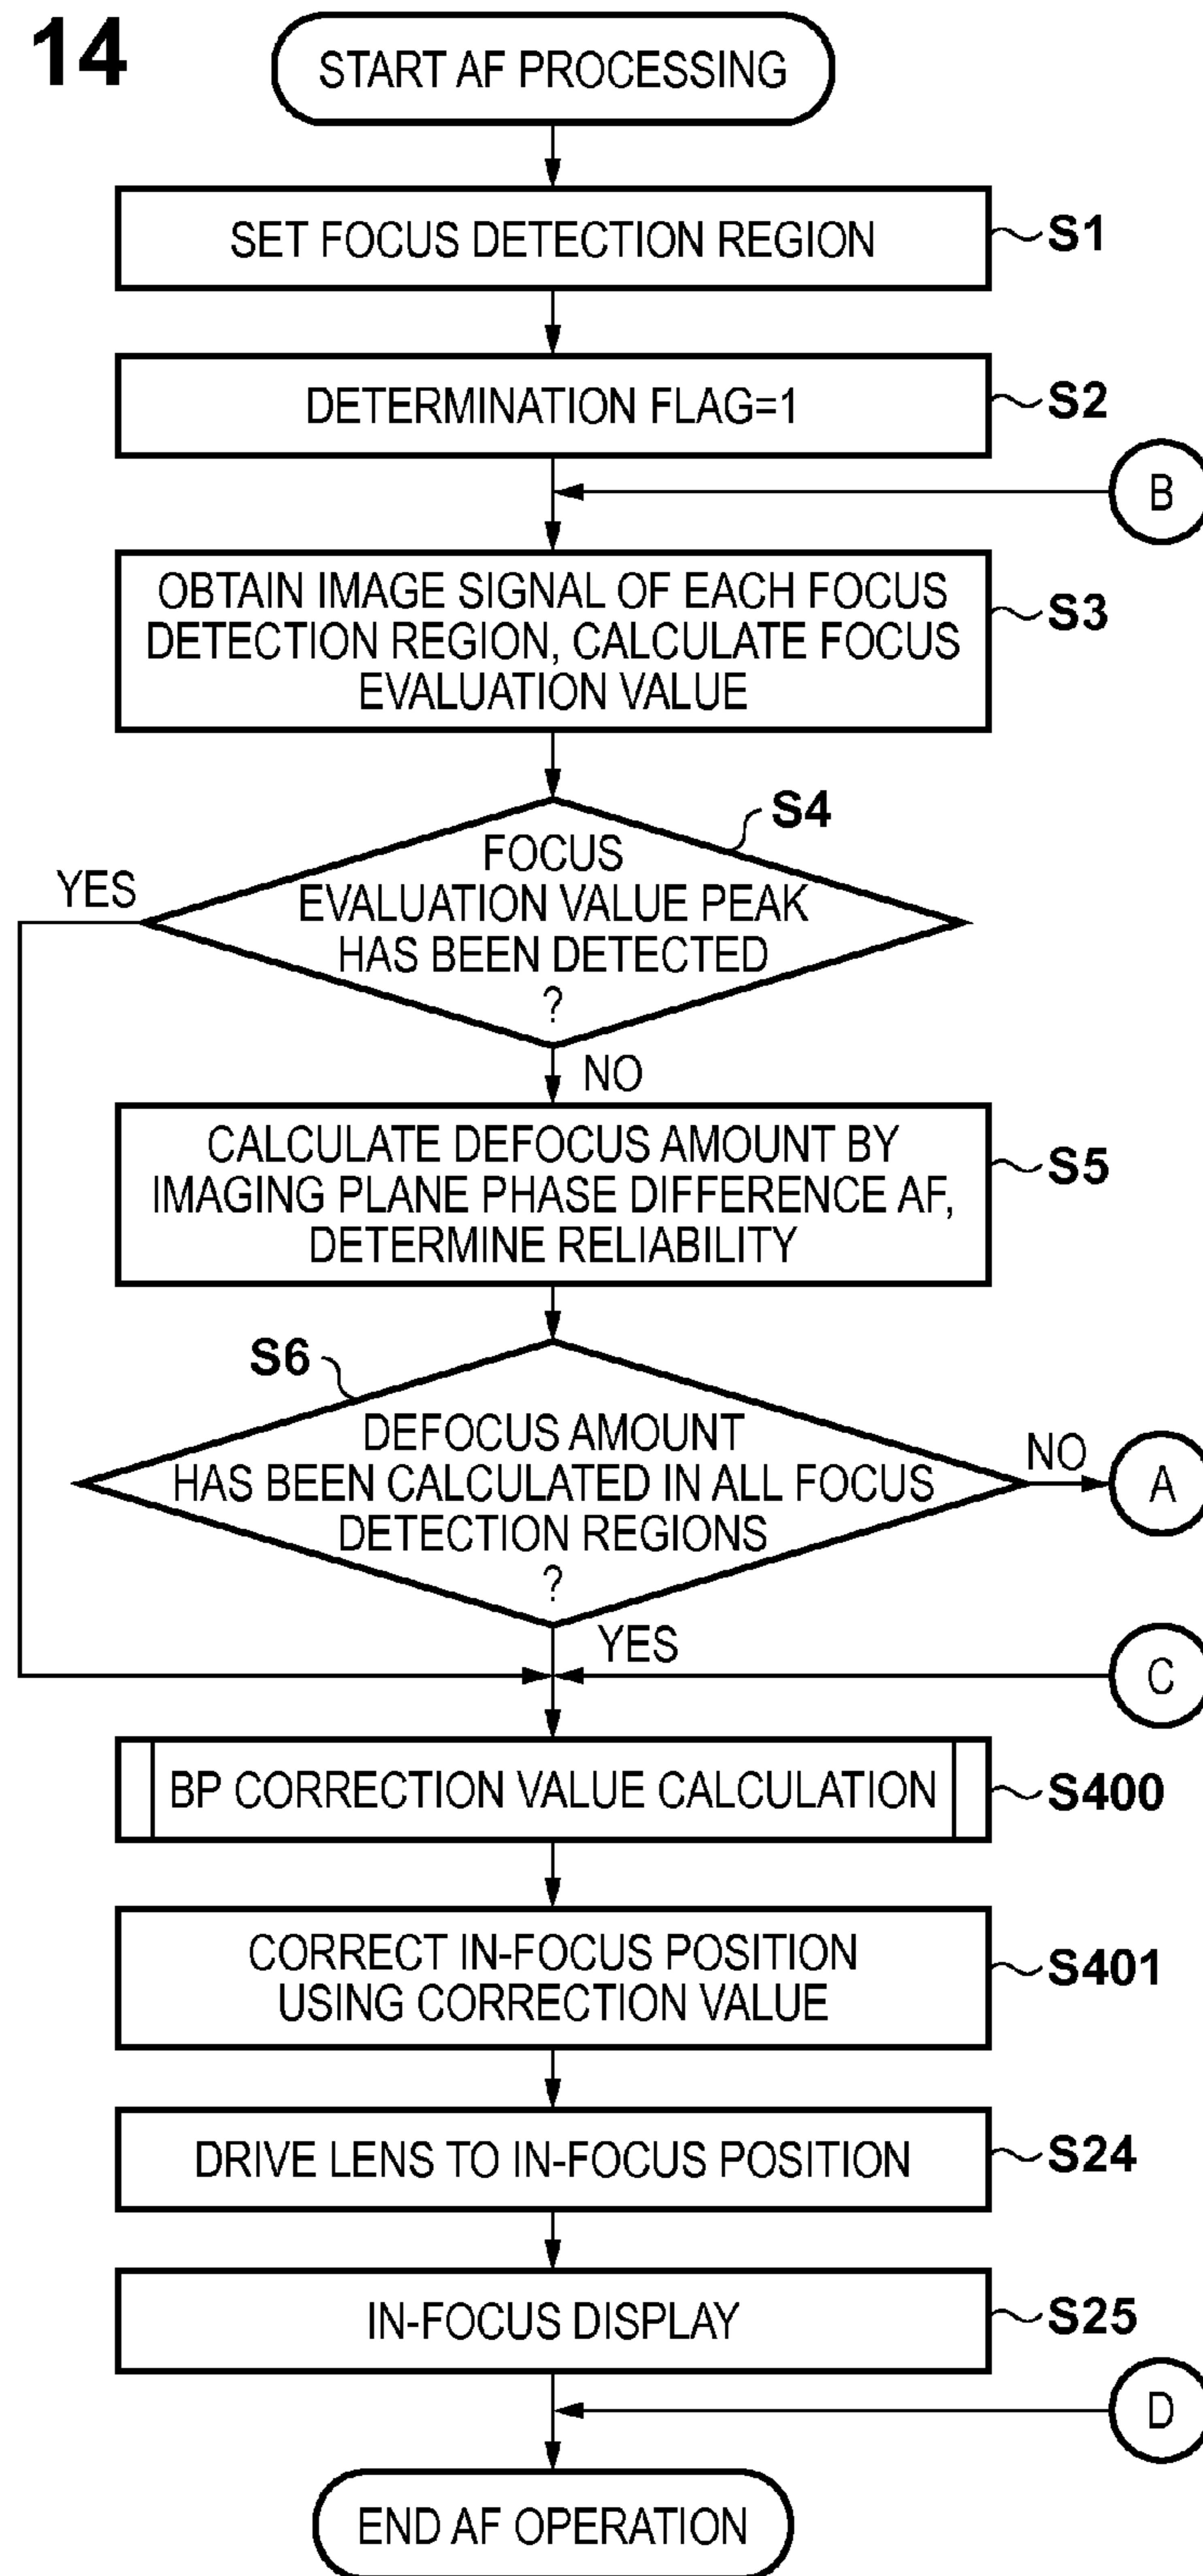 14
START AF PROCESSING
SET FOCUS DETECTION REGION
S1
DETERMINATION FLAG=1
S2
B
OBTAIN IMAGE SIGNAL OF EACH FOCUS
DETECTION REGION, CALCULATE FOCUS
EVALUATION VALUE
S3
S4
FOCUS
EVALUATION VALUE PEAK
HAS BEEN DETECTED
?
YES
NO
CALCULATE DEFOCUS AMOUNT BY
IMAGING PLANE PHASE DIFFERENCE AF,
DETERMINE RELIABILITY
S5
S6
DEFOCUS AMOUNT
HAS BEEN CALCULATED IN ALL FOCUS
DETECTION REGIONS
?
NO
A
YES
C
BP CORRECTION VALUE CALCULATION
S400
CORRECT IN-FOCUS POSITION
USING CORRECTION VALUE
S401
DRIVE LENS TO IN-FOCUS POSITION
S24
IN-FOCUS DISPLAY
S25
D
END AF OPERATION